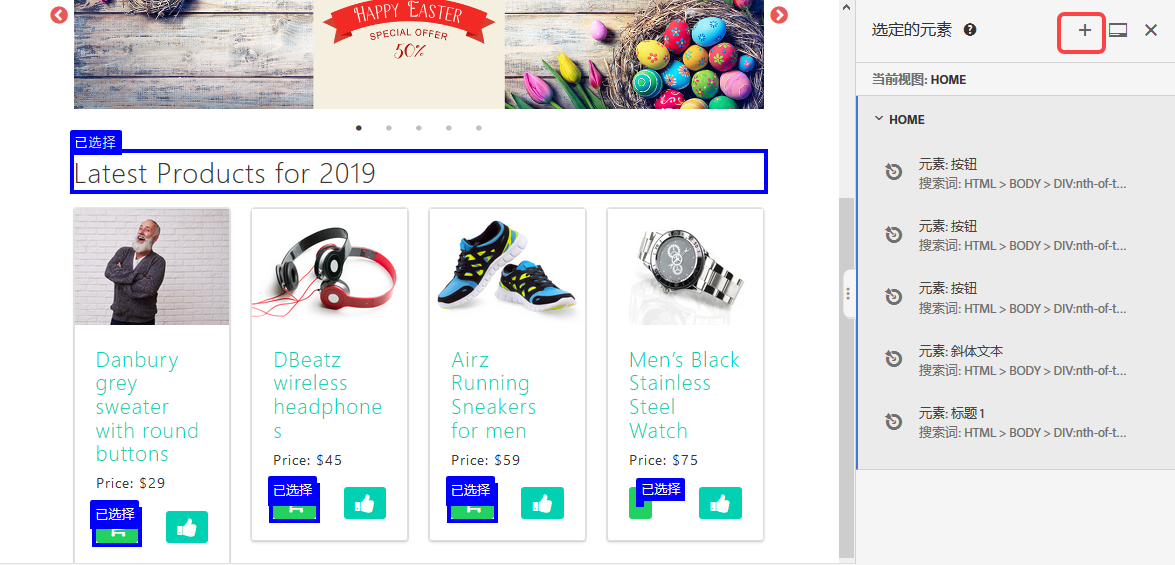 HAPPY EASTER
SPECIAL OFFER
50%
已选择
Latest Products for 2019
Danbury
grey
sweater
with round
buttons
Price: $29
已选择
DBeatz
wireless
headphone
s
Price: $45
已选择
Airz
Running
Sneakers
for men
Price: $59
已选择
Men’s Black
Stainless
Steel
Watch
Price: $75
已选择
选定的元素
当前视图: HOME
HOME
元素: 按钮
搜索词: HTML > BODY > DIV:nth-of-t...
元素: 按钮
搜索词: HTML > BODY > DIV:nth-of-t...
元素: 按钮
搜索词: HTML > BODY > DIV:nth-of-t...
元素: 斜体文本
搜索词: HTML > BODY > DIV:nth-of-t...
元素: 标题 1
搜索词: HTML > BODY > DIV:nth-of-t...